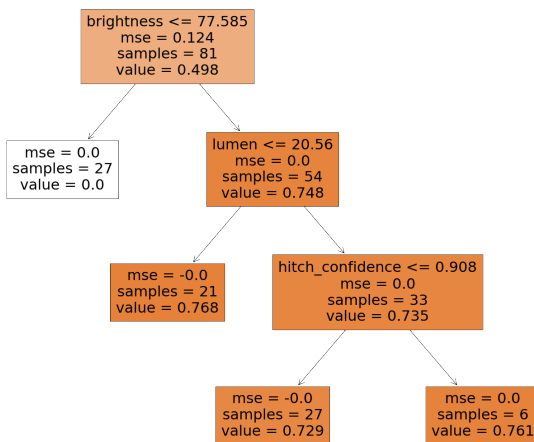 brightness <= 77.585
mse = 0.124
samples = 81
value = 0.498
mse = 0.0
samples = 27
value = 0.0
lumen <= 20.56
mse = 0.0
samples = 54
value = 0.748
mse = -0.0
samples = 21
value = 0.768
hitch_confidence <= 0.908
mse = 0.0
samples = 33
value = 0.735
mse = -0.0
samples = 27
value = 0.729
mse = 0.0
samples = 6
value = 0.761